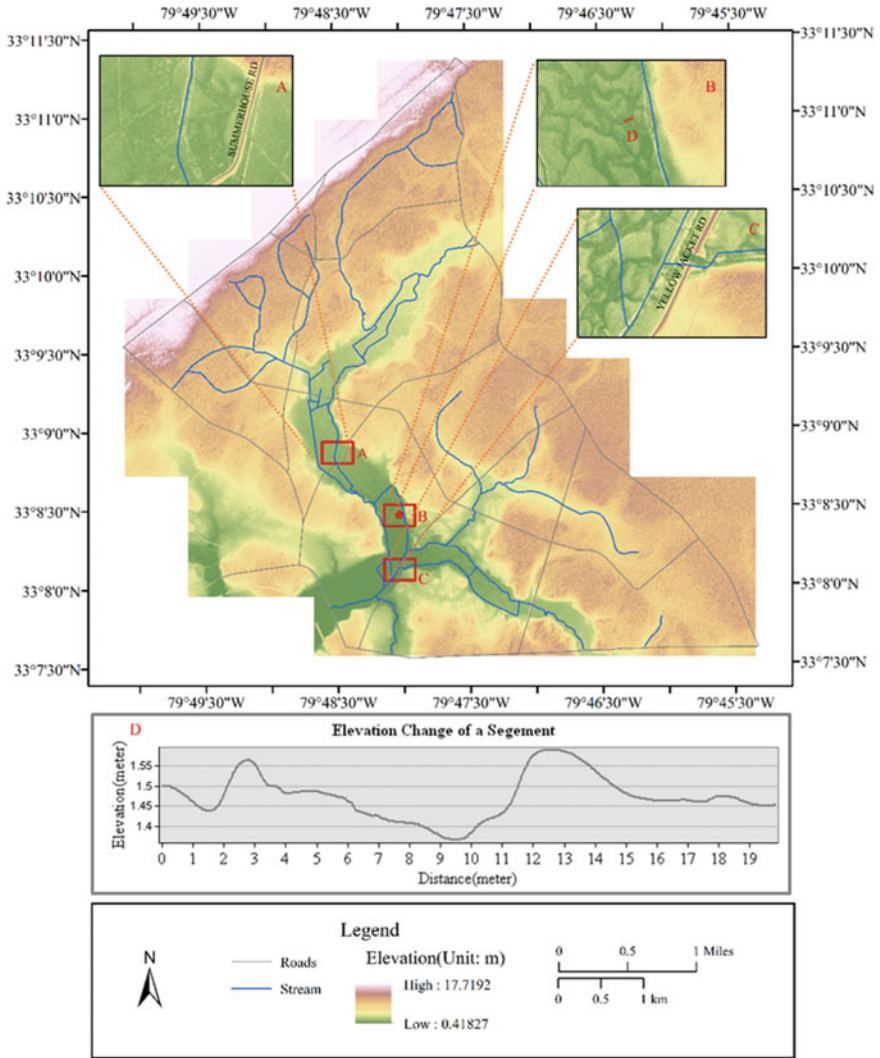 79°49'30"W 79°48'30"W 79°47'30"W 79°46'30"W 79°45'30"W
33°11'30"N
33°11'30"N
A
SUMMERHOUSE RD
B
D
33°11'0"N
33°11'0"N
33°10'30"N
33°10'30"N
C
YELLOW JACKET RD
33°10'0"N
33°10'0"N
33°9'30"N
33°9'30"N
33°9'0"N
33°9'0"N
A
33°8'30"N
33°8'30"N
B
33°8'0"N
33°8'0"N
C
33°7'30"N
33°7'30"N
79°49'30"W 79°48'30"W 79°47'30"W 79°46'30"W 79°45'30"W
D
Elevation Change of a Segement
Elevation(meter)
1.55
1.5
1.45
1.4
0 1 2 3 4 5 6 7 8 9 10 11 12 13 14 15 16 17 18 19
Distance(meter)
Legend
N
Roads
Stream
Elevation(Unit: m)
High : 17.7192
Low : 0.41827
0 0.5 1 Miles
0 0.5 1 km